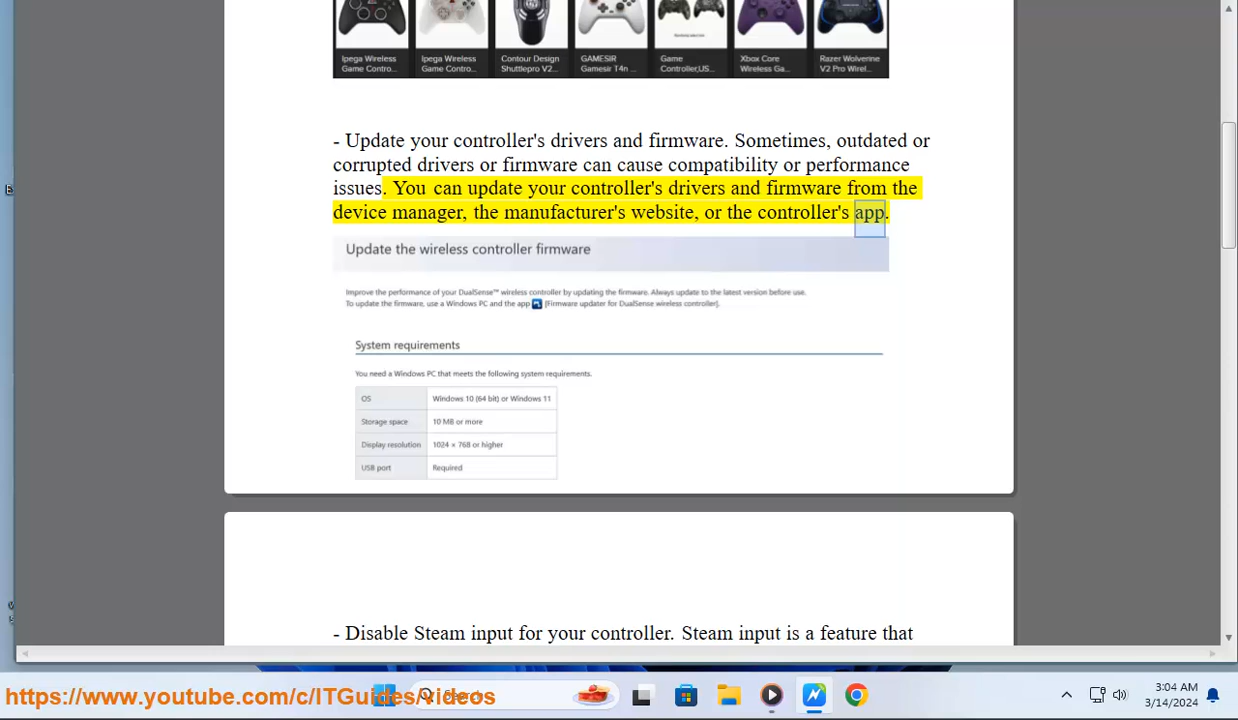 Ipega Wireless Game Contro...
Ipega Wireless Game Contro...
Contour Design Shuttlepro V2...
GAMESIR Gamesir T4n ...
Game Controller,US...
Xbox Core Wireless Ga...
Razer Wolverine V2 Pro Wirel...
- Update your controller's drivers and firmware. Sometimes, outdated or
corrupted drivers or firmware can cause compatibility or performance
issues. You can update your controller's drivers and firmware from the
device manager, the manufacturer's website, or the controller's app.
Update the wireless controller firmware
Improve the performance of your DualSense™ wireless controller by updating the firmware. Always update to the latest version before use.
To update the firmware, use a Windows PC and the app [Firmware updater for DualSense wireless controller].
System requirements
You need a Windows PC that meets the following system requirements.
OS Windows 10 (64 bit) or Windows 11
Storage space 10 MB or more
Display resolution 1024 × 768 or higher
USB port Required
- Disable Steam input for your controller. Steam input is a feature that
https://www.youtube.com/c/ITGuides/videos
3:04 AM
3/14/2024